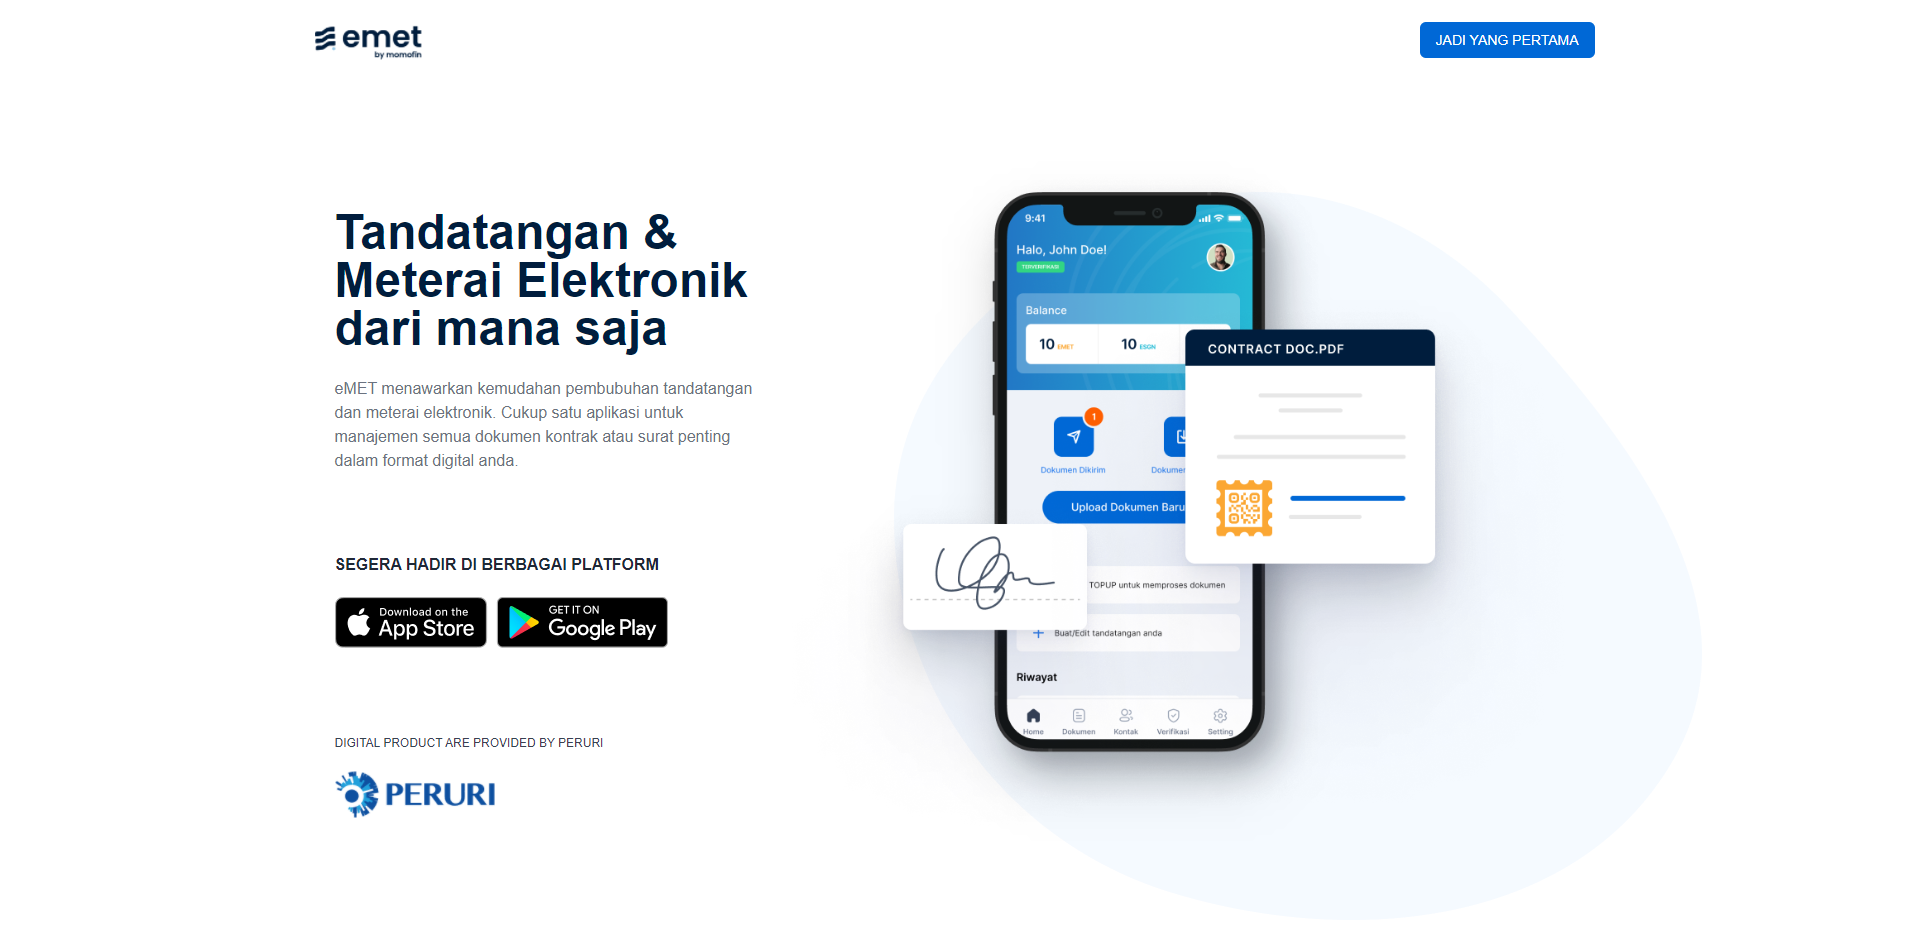 emet
by momofin
JADI YANG PERTAMA
Tandatangan &
Meterai Elektronik
dari mana saja
eMET menawarkan kemudahan pembubuhan tandatangan
dan meterai elektronik. Cukup satu aplikasi untuk
manajemen semua dokumen kontrak atau surat penting
dalam format digital anda.
SEGERA HADIR DI BERBAGAI PLATFORM
Download on the
App Store
GET IT ON
Google Play
DIGITAL PRODUCT ARE PROVIDED BY PERURI
PERURI
9:41
Halo, John Doe!
TERVERIFIKASI
Balance
10 EMET
10 ESGN
1
Dokumen Dikirim
Dokumen
Upload Dokumen Baru
CONTRACT DOC.PDF
TOPUP untuk memproses dokumen
Buat/Edit tandatangan anda
Riwayat
Home
Dokumen
Kontak
Verifikasi
Setting